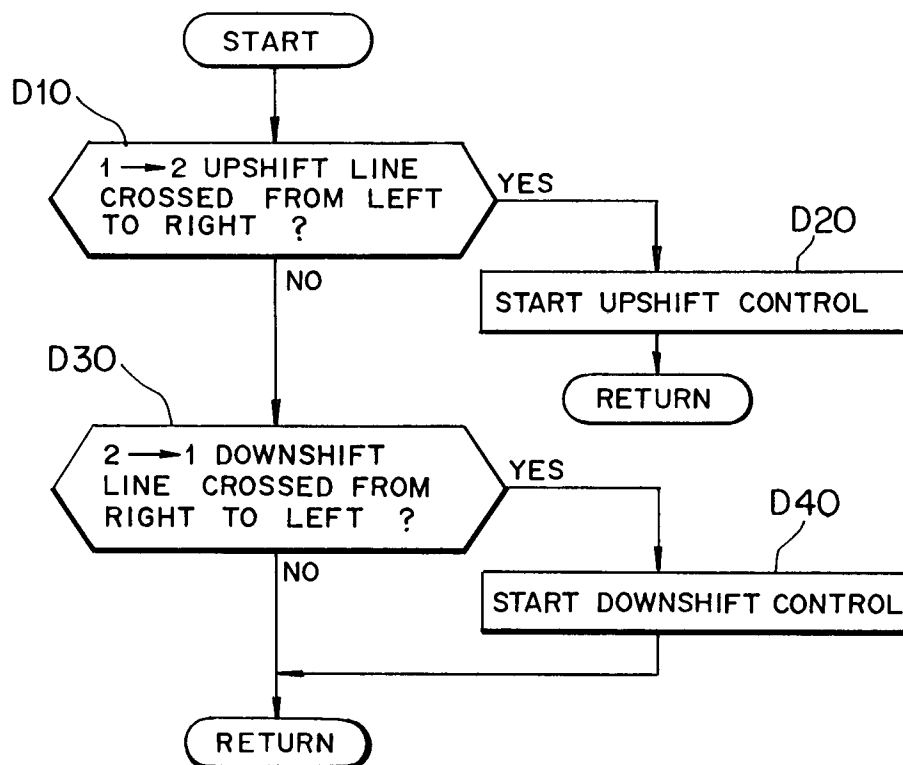 START
D10
1 → 2 UPSHIFT LINE
CROSSED FROM LEFT
TO RIGHT ?
YES
NO
D20
START UPSHIFT CONTROL
RETURN
D30
2 → 1 DOWNSHIFT
LINE CROSSED FROM
RIGHT TO LEFT ?
YES
NO
D40
START DOWNSHIFT CONTROL
RETURN